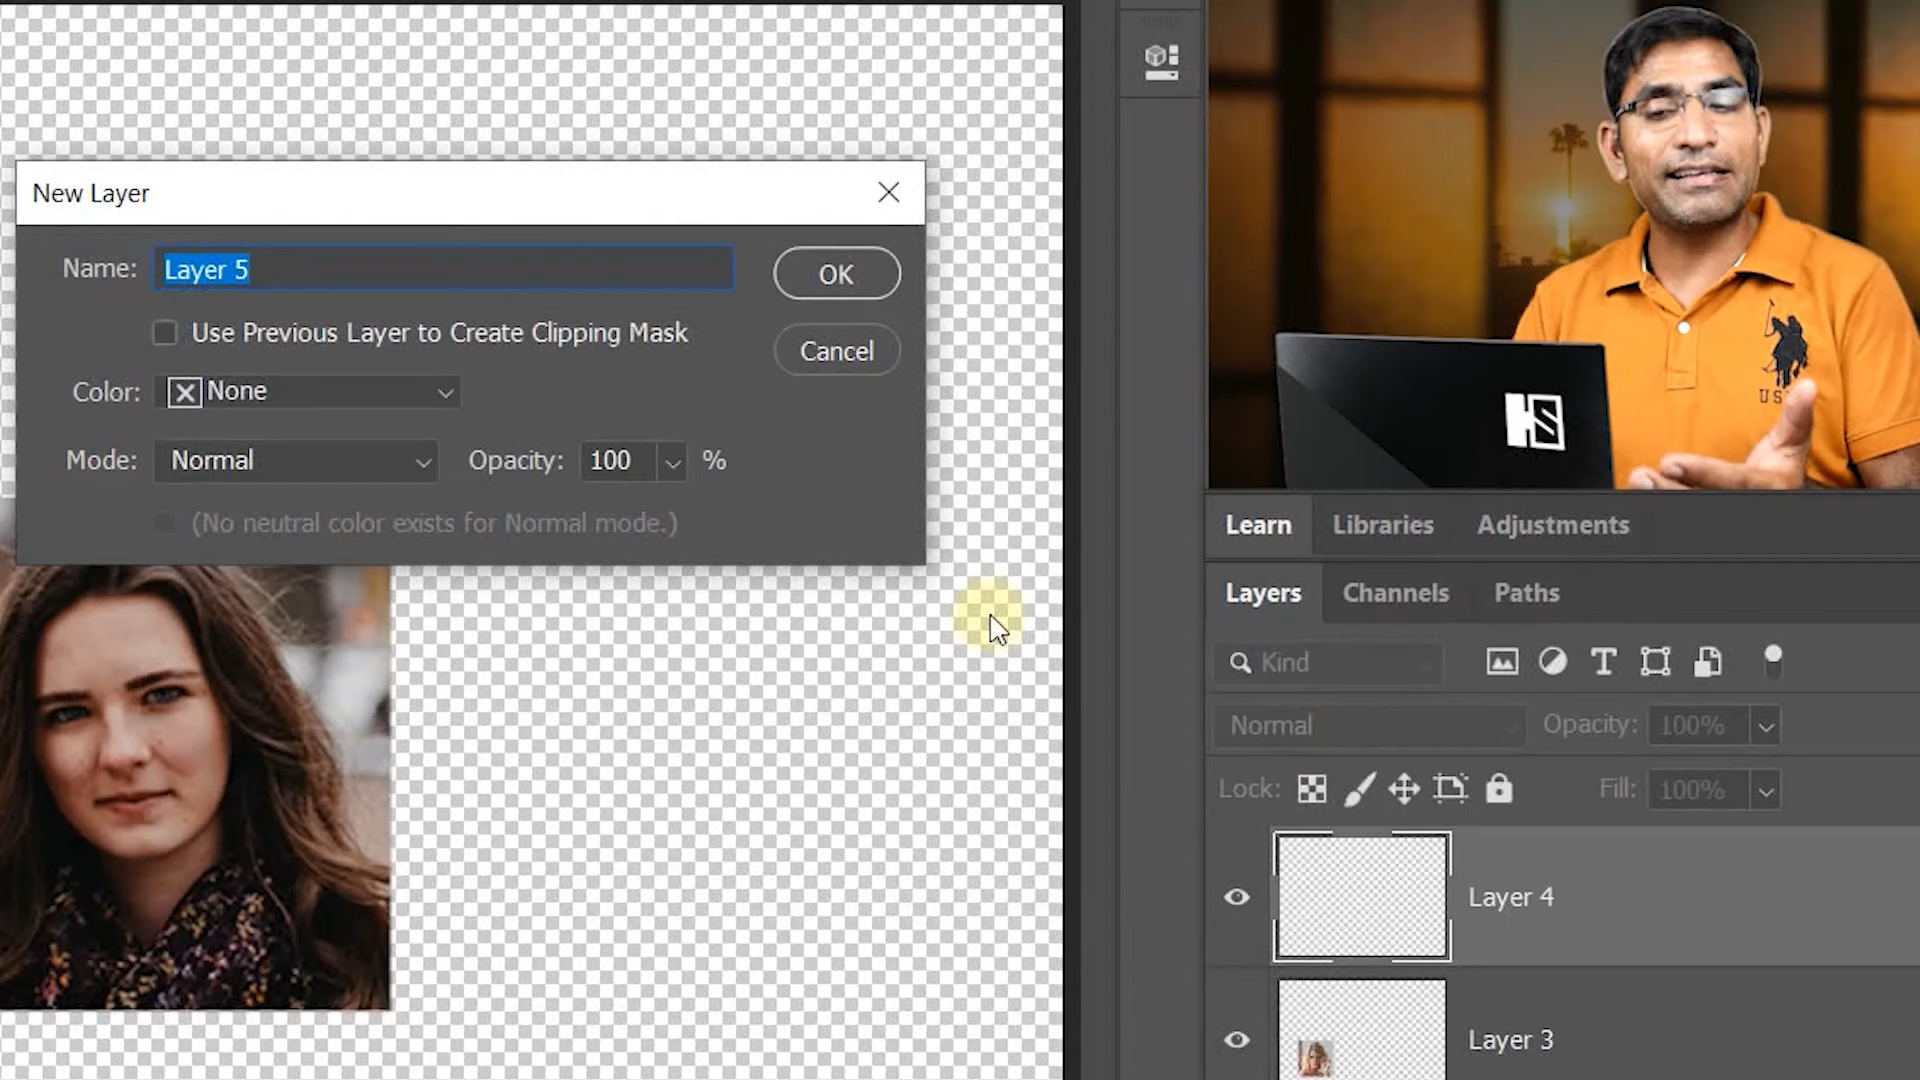 New Layer
Name: Layer 5
OK
Use Previous Layer to Create Clipping Mask
Cancel
Color: None
Mode: Normal Opacity: 100 %
(No neutral color exists for Normal mode.)
HS
US
Learn Libraries Adjustments
Layers Channels Paths
Kind
Normal Opacity: 100%
Lock: Fill: 100%
Layer 4
Layer 3